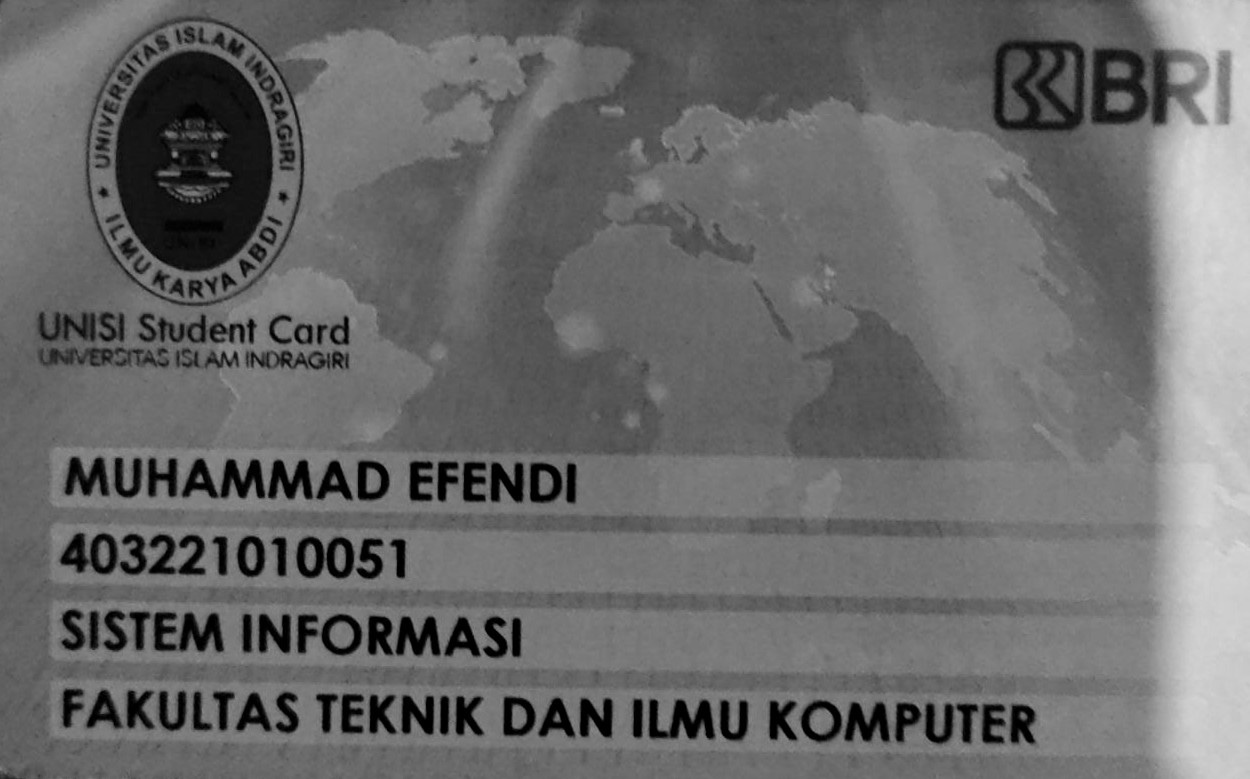 UNIVERSITAS ISLAM INDRAGIRI
ILMU KARYA ABDI
BRI
UNISI Student Card
UNIVERSITAS ISLAM INDRAGIRI
MUHAMMAD EFENDI
403221010051
SISTEM INFORMASI
FAKULTAS TEKNIK DAN ILMU KOMPUTER